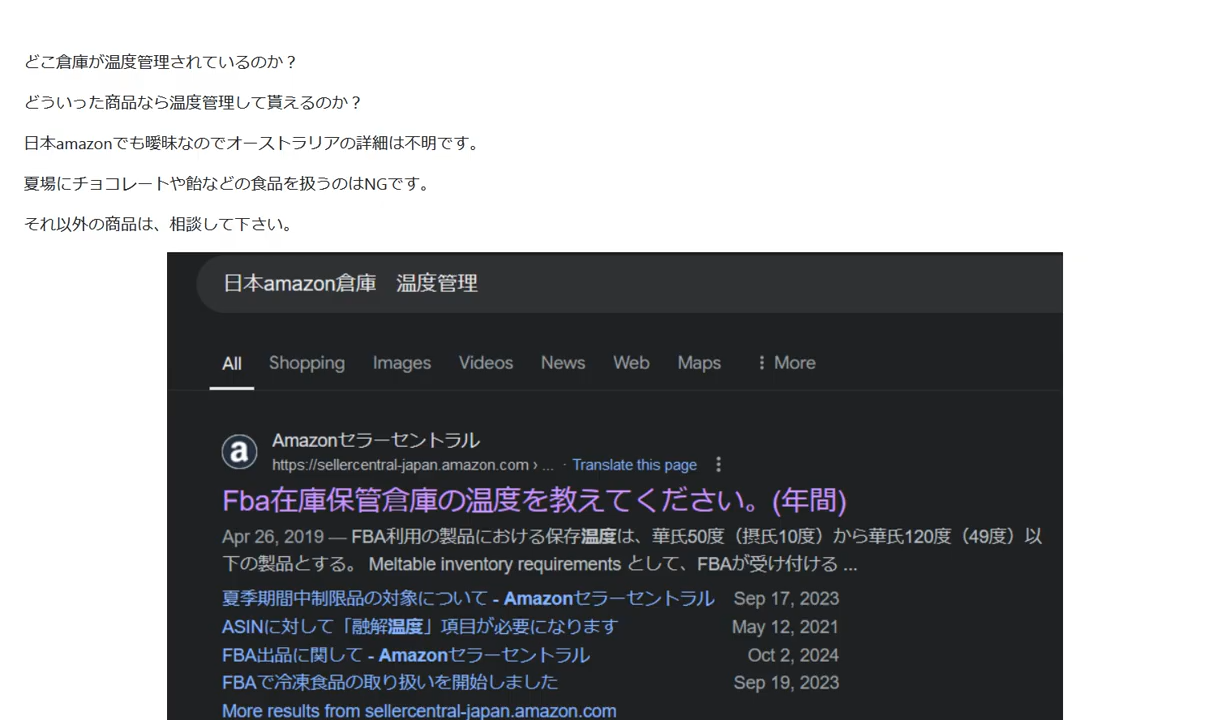 どこ倉庫が温度管理されているのか？
どういった商品なら温度管理して貰えるのか？
日本amazonでも曖昧なのでオーストラリアの詳細は不明です。
夏場にチョコレートや飴などの食品を扱うのはNGです。
それ以外の商品は、相談して下さい。
日本amazon倉庫　温度管理
All Shopping Images Videos News Web Maps ⋮ More
a Amazonセラーセントラル
https://sellercentral-japan.amazon.com › ... · Translate this page ⋮
Fba在庫保管倉庫の温度を教えてください。(年間)
Apr 26, 2019 — FBA利用の製品における保存温度は、華氏50度（摂氏10度）から華氏120度（49度）以
下の製品とする。 Meltable inventory requirements として、FBAが受け付ける ...
夏季期間中制限品の対象について - Amazonセラーセントラル Sep 17, 2023
ASINに対して「融解温度」項目が必要になります May 12, 2021
FBA出品に関して - Amazonセラーセントラル Oct 2, 2024
FBAで冷凍食品の取り扱いを開始しました Sep 19, 2023
More results from sellercentral-japan.amazon.com